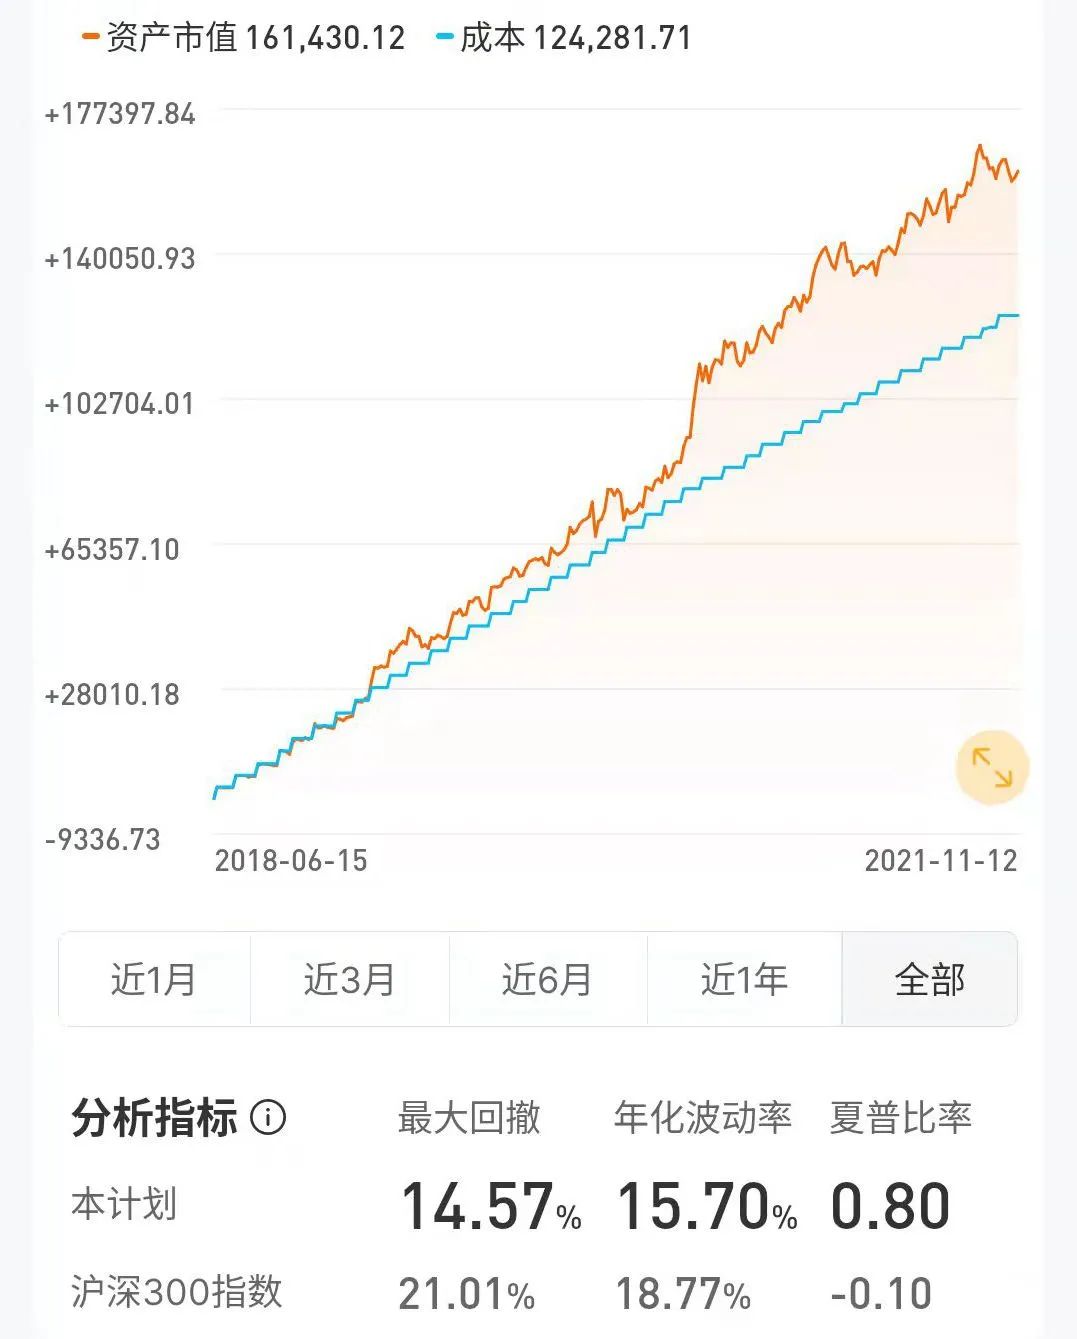 资产市值 161,430.12 成本 124,281.71
+177397.84
+140050.93
+102704.01
+65357.10
+28010.18
-9336.73
2018-06-15 2021-11-12
近1月 近3月 近6月 近1年 全部
分析指标 最大回撤 年化波动率 夏普比率
本计划 14.57% 15.70% 0.80
沪深300指数 21.01% 18.77% -0.10